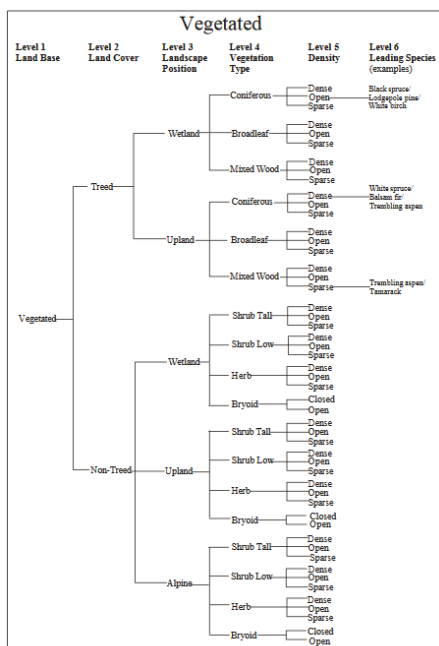 Vegetated
Level 1 Level 2 Level 3 Level 4 Level 5 Level 6
Land Base Land Cover Landscape Vegetation Density Leading Species
Position Type (examples)
Dense Black spruce/
Coniferous Open Lodgepole pine/
Sparse White birch
Dense
Wetland Broadleaf Open
Sparse
Dense
Mixed Wood Open
Sparse
Treed
Dense White spruce/
Coniferous Open Balsam fir/
Sparse Trembling aspen
Dense
Upland Broadleaf Open
Sparse
Dense
Mixed Wood Open
Sparse Trembling aspen/
Tamarack
Vegetated
Dense
Shrub Tall Open
Sparse
Dense
Shrub Low Open
Sparse
Wetland
Dense
Herb Open
Sparse
Bryoid Closed
Open
Dense
Shrub Tall Open
Sparse
Dense
Shrub Low Open
Sparse
Non-Treed Upland
Dense
Herb Open
Sparse
Bryoid Closed
Open
Dense
Shrub Tall Open
Sparse
Dense
Shrub Low Open
Sparse
Alpine
Dense
Herb Open
Sparse
Bryoid Closed
Open